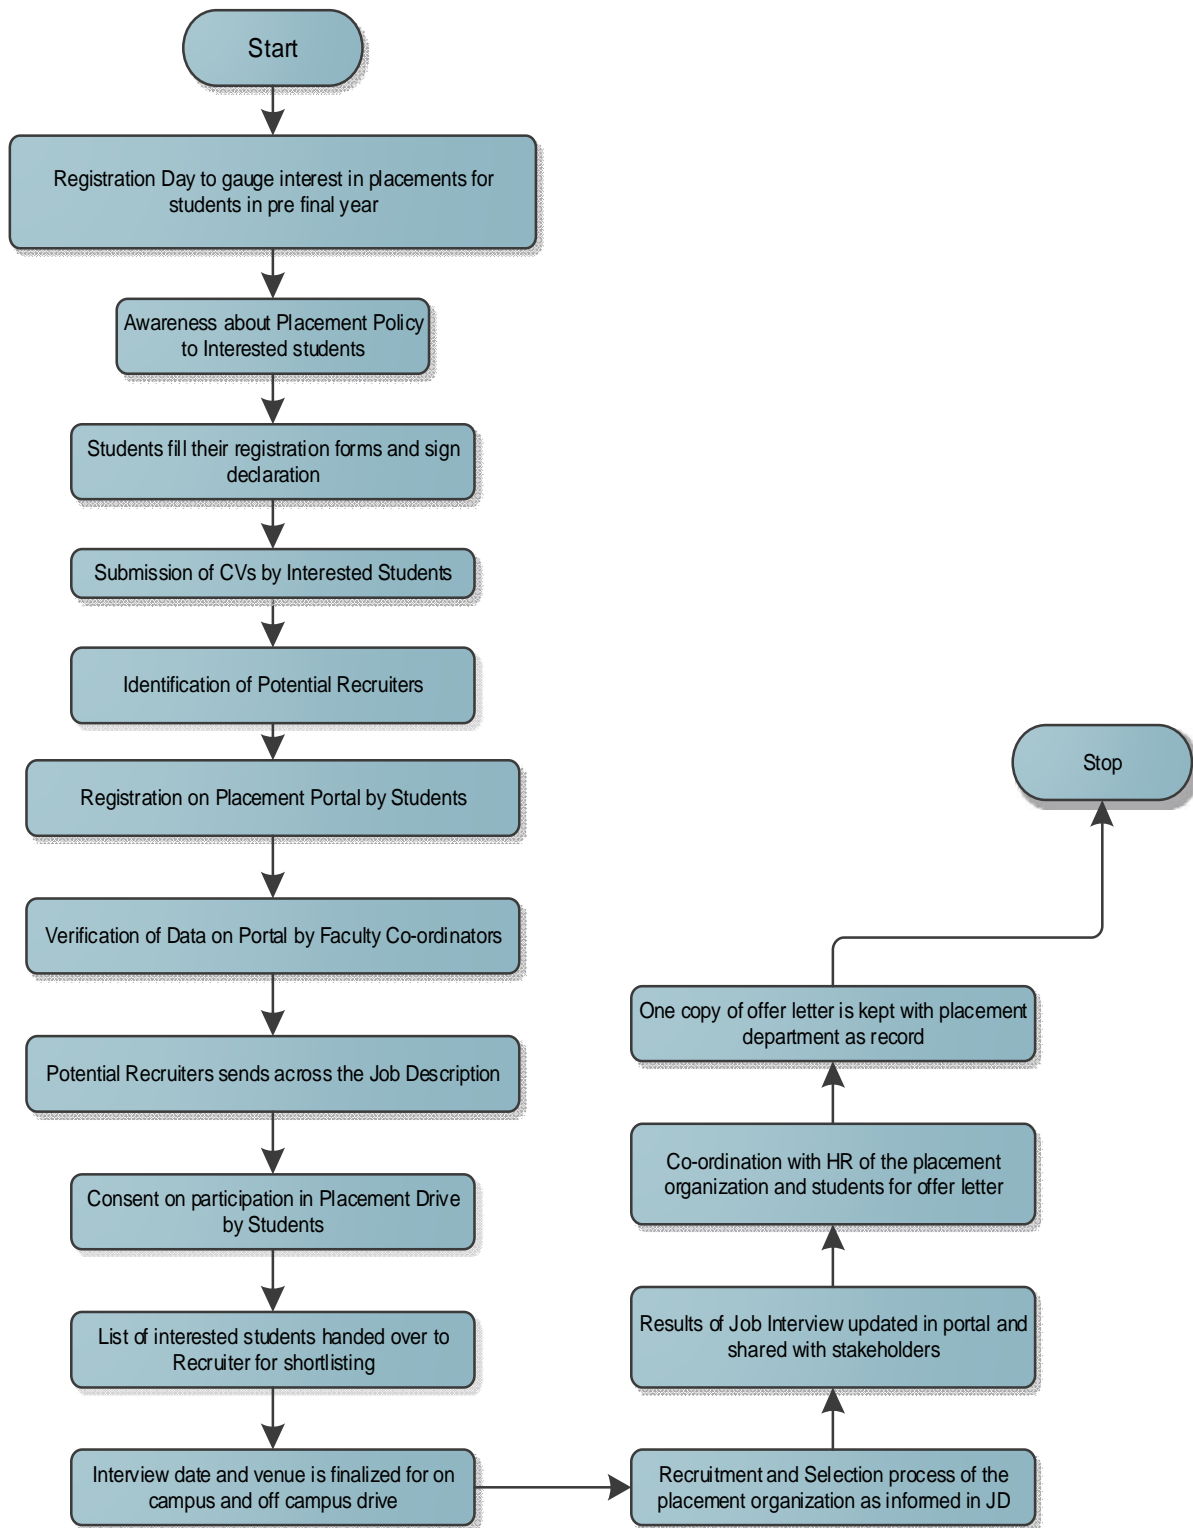 Start
Registration Day to gauge interest in placements for
students in pre final year
Awareness about Placement Policy
to Interested students
Students fill their registration forms and sign
declaration
Submission of CVs by Interested Students
Identification of Potential Recruiters
Registration on Placement Portal by Students
Verification of Data on Portal by Faculty Co-ordinators
Potential Recruiters sends across the Job Description
Consent on participation in Placement Drive
by Students
List of interested students handed over to
Recruiter for shortlisting
Interview date and venue is finalized for on
campus and off campus drive
Recruitment and Selection process of the
placement organization as informed in JD
Results of Job Interview updated in portal and
shared with stakeholders
Co-ordination with HR of the placement
organization and students for offer letter
One copy of offer letter is kept with placement
department as record
Stop